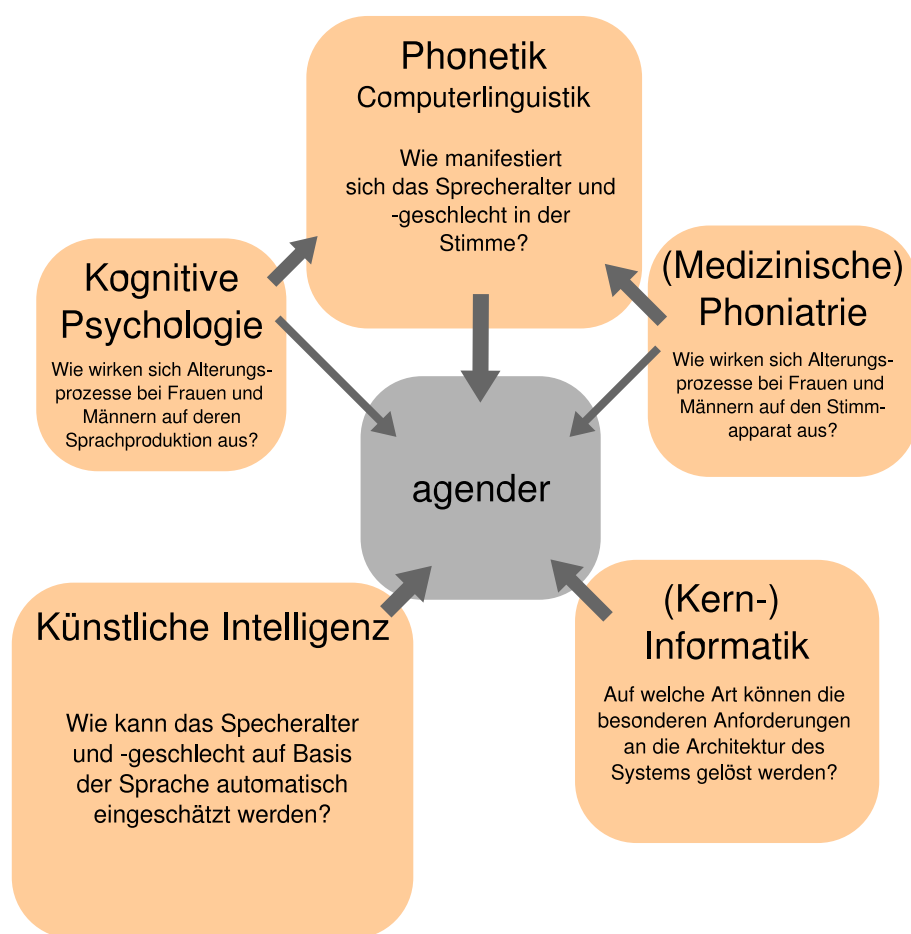 Phonetik
Computerlinguistik
Wie manifestiert
sich das Sprecheralter und
-geschlecht in der
Stimme?
Kognitive
Psychologie
Wie wirken sich Alterungs-
prozesse bei Frauen und
Männern auf deren
Sprachproduktion aus?
(Medizinische)
Phoniatrie
Wie wirken sich Alterungs-
prozesse bei Frauen und
Männern auf den Stimm-
apparat aus?
agender
Künstliche Intelligenz
Wie kann das Specheralter
und -geschlecht auf Basis
der Sprache automatisch
eingeschätzt werden?
(Kern-)
Informatik
Auf welche Art können die
besonderen Anforderungen
an die Architektur des
Systems gelöst werden?